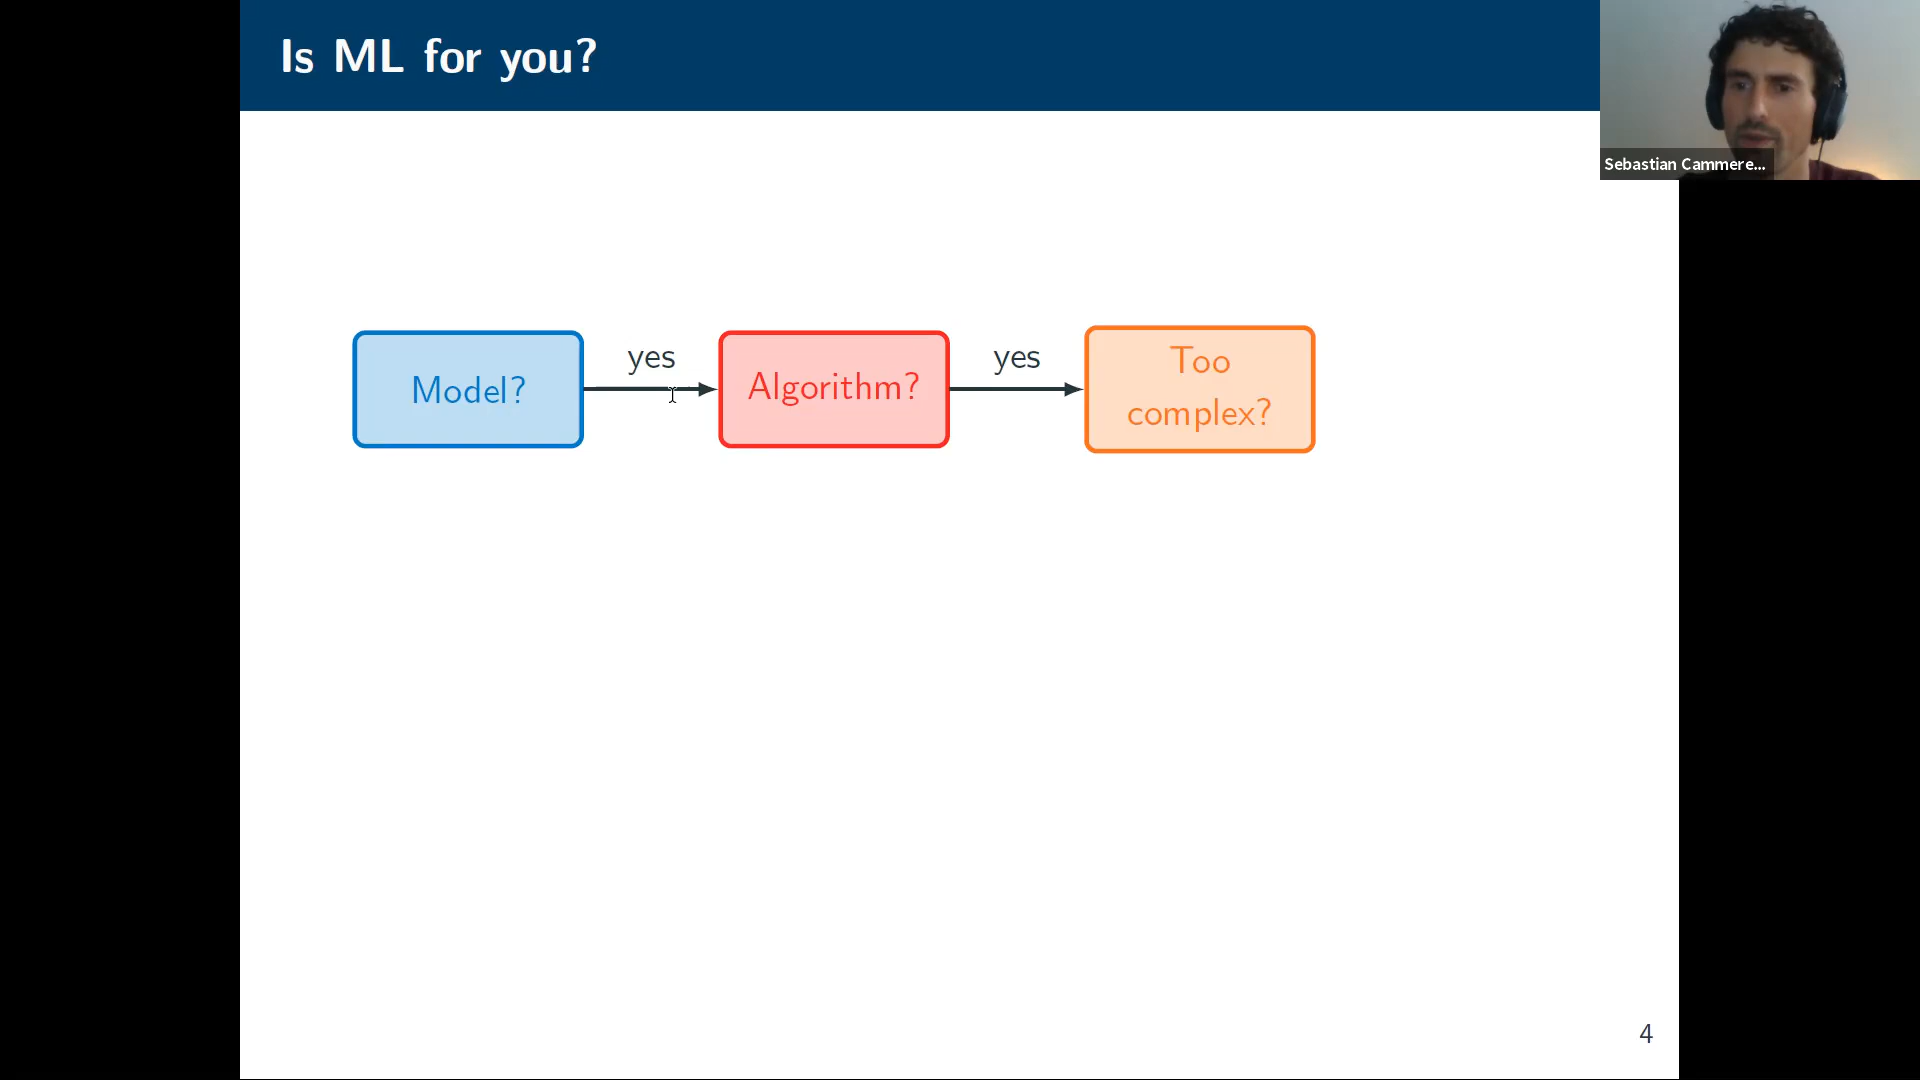 Is ML for you?
Sebastian Cammere...
Model?
yes
Algorithm?
yes
Too
complex?
4